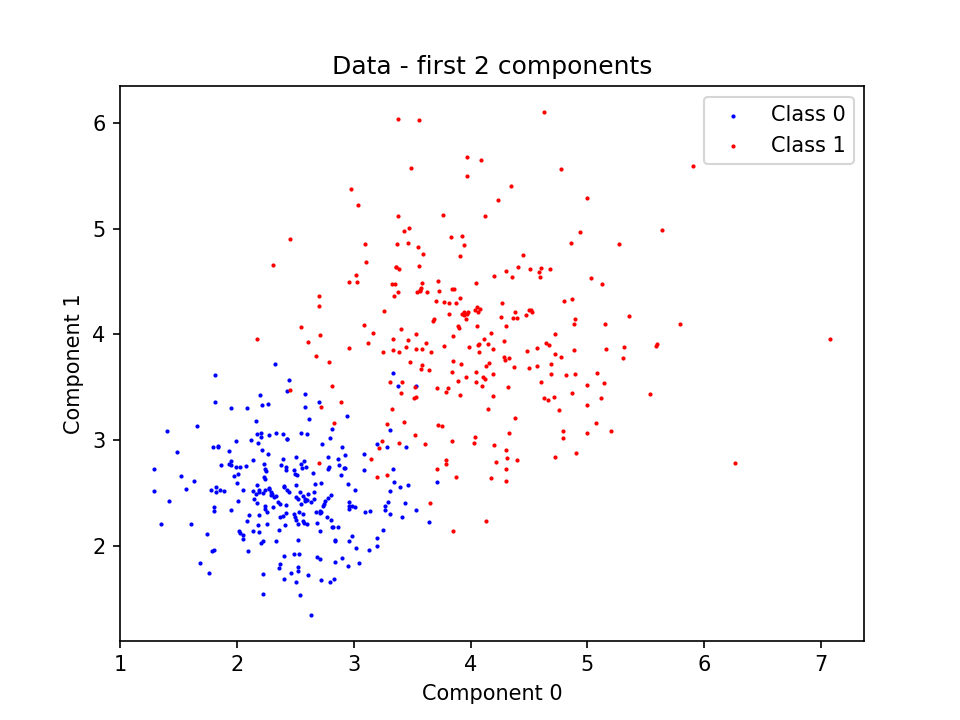 Data - first 2 components
Class 0
Class 1
6
5
4
3
2
Component 1
1 2 3 4 5 6 7
Component 0